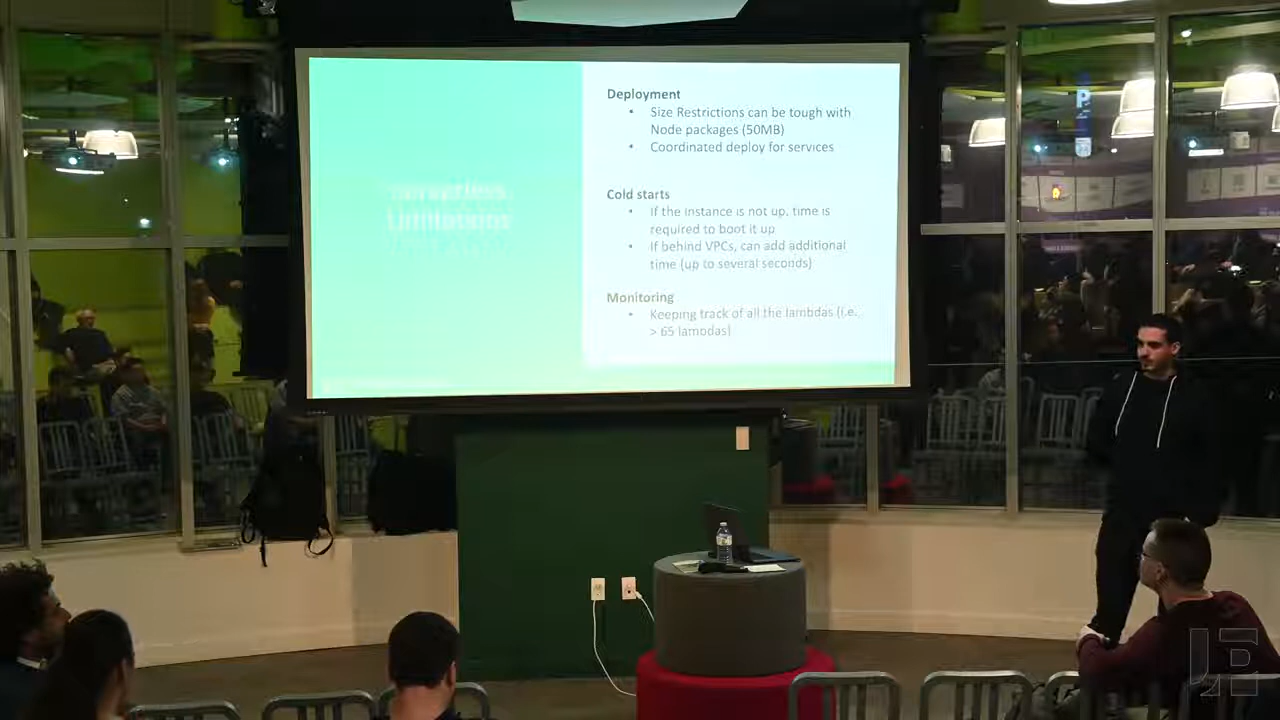 Serverless
Limitations
Deployment
• Size Restrictions can be tough with
Node packages (50MB)
• Coordinated deploy for services
Cold starts
• If the instance is not up, time is
required to boot it up
• If behind VPCs, can add additional
time (up to several seconds)
Monitoring
• Keeping track of all the lambdas (i.e.
> 65 lambdas)
P